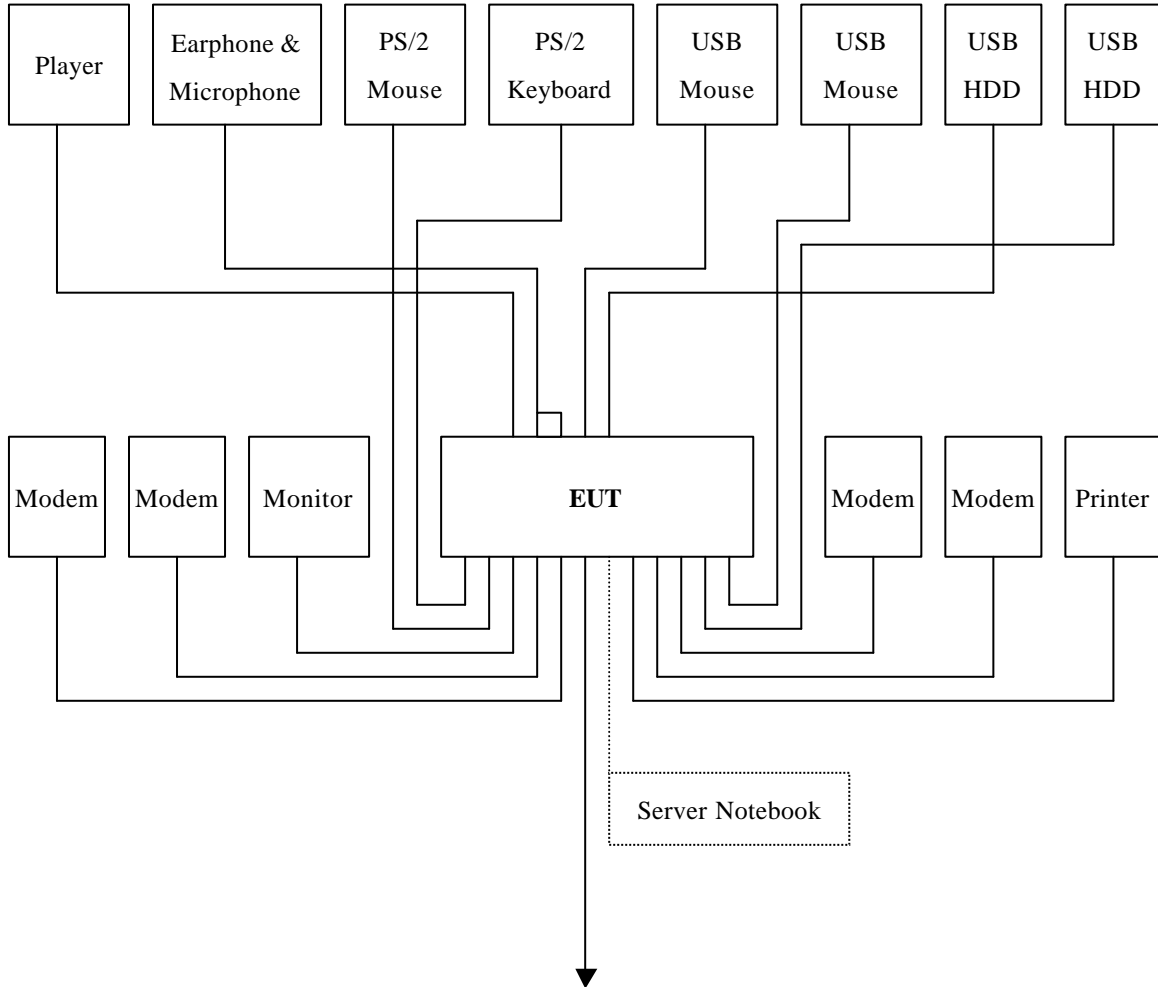 Player
Earphone &
Microphone
PS/2
Mouse
PS/2
Keyboard
USB
Mouse
USB
Mouse
USB
HDD
USB
HDD
Modem
Modem
Monitor
EUT
Modem
Modem
Printer
Server Notebook